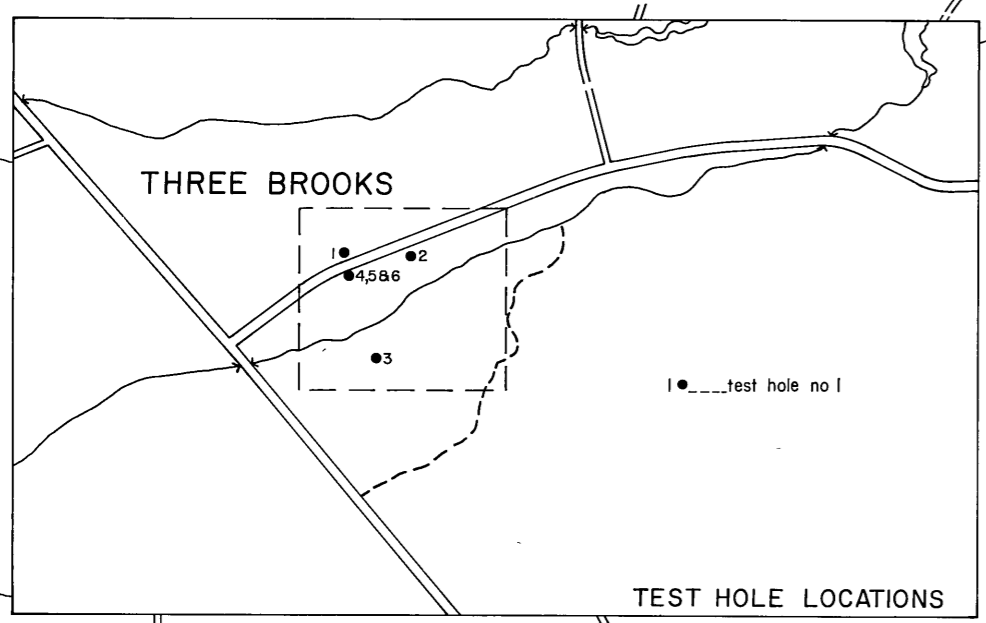 THREE BROOKS
1
2
4,5&6
3
1 ____test hole no 1
TEST HOLE LOCATIONS